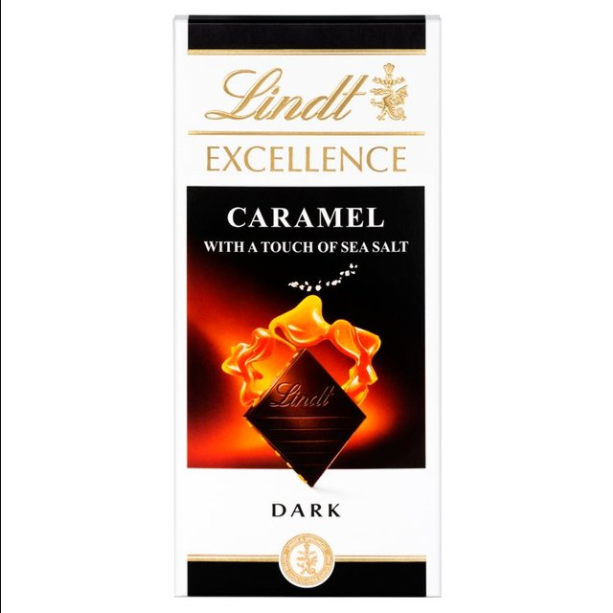 Lindt
EXCELLENCE
CARAMEL
WITH A TOUCH OF SEA SALT
Lindt
DARK